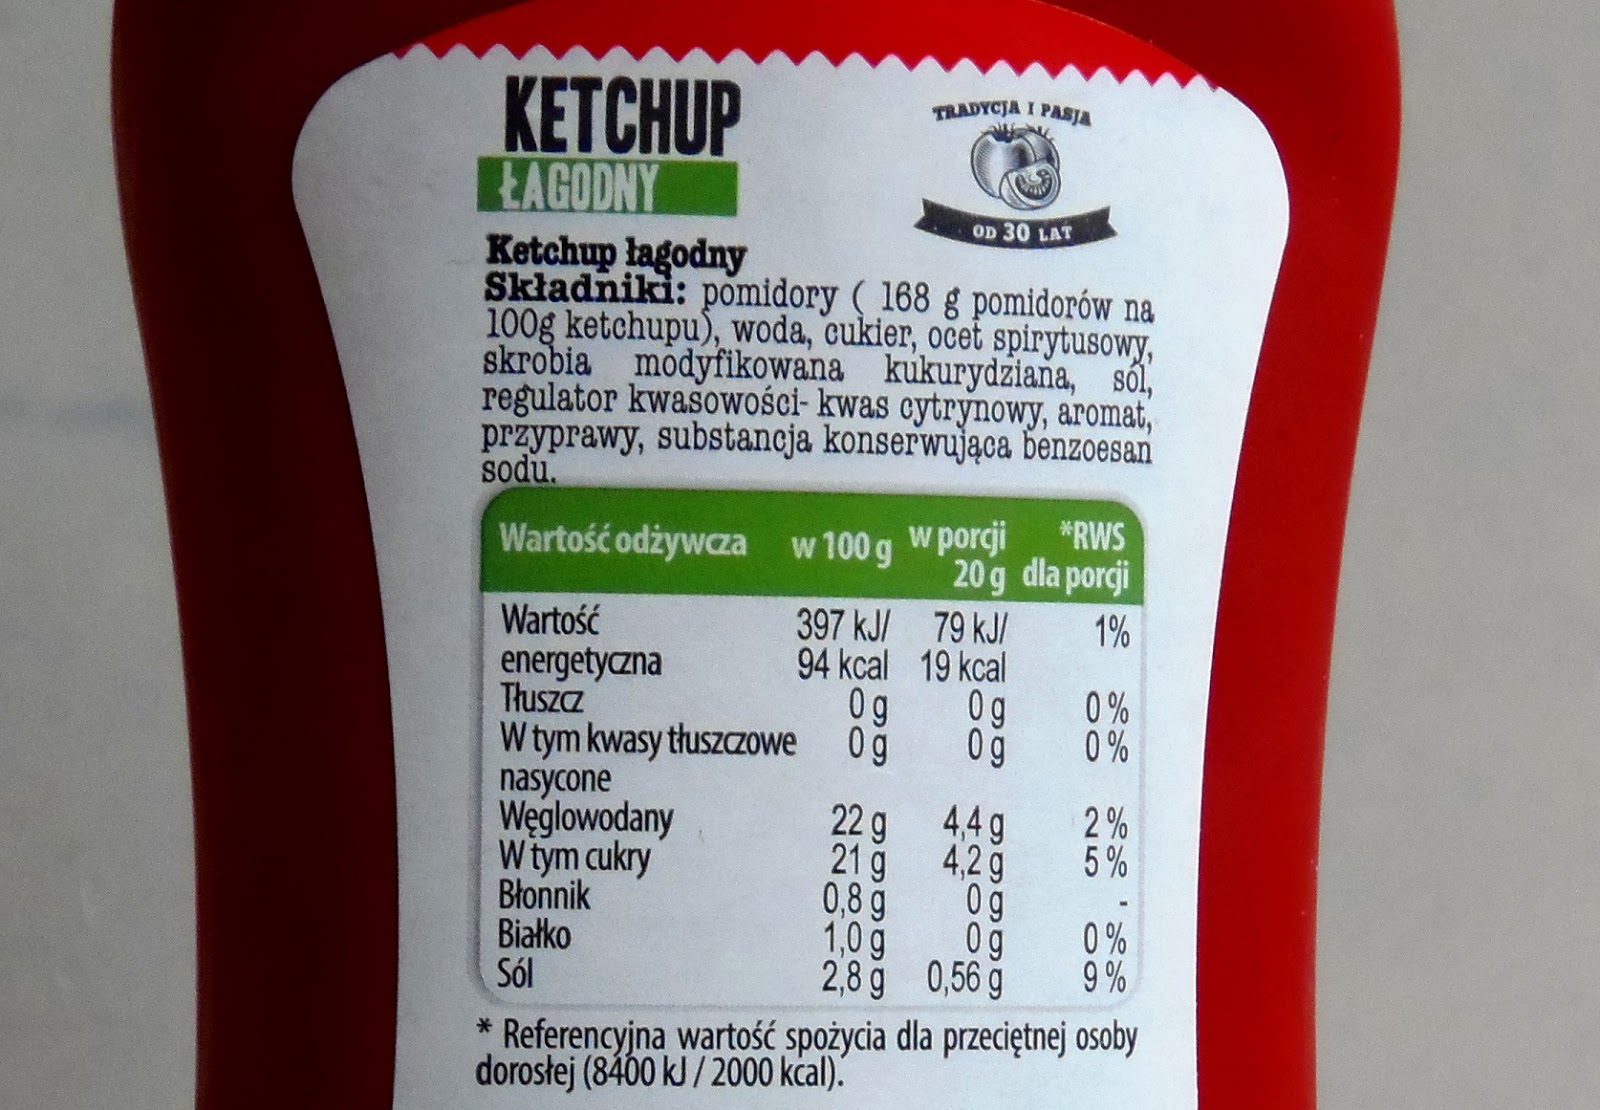 KETCHUP
ŁAGODNY
TRADYCJA I PASJA
OD 30 LAT
Ketchup łagodny
Składniki: pomidory ( 168 g pomidorów na
100g ketchupu), woda, cukier, ocet spirytusowy,
skrobia modyfikowana kukurydziana, sól,
regulator kwasowości- kwas cytrynowy, aromat,
przyprawy, substancja konserwująca benzoesan
sodu.
Wartość odżywcza w 100 g w porcji 20 g *RWS dla porcji
Wartość 397 kJ/ 79 kJ/ 1%
energetyczna 94 kcal 19 kcal
Tłuszcz 0 g 0 g 0 %
W tym kwasy tłuszczowe 0 g 0 g 0 %
nasycone
Węglowodany 22 g 4,4 g 2 %
W tym cukry 21 g 4,2 g 5 %
Błonnik 0,8 g 0 g -
Białko 1,0 g 0 g 0 %
Sól 2,8 g 0,56 g 9 %
* Referencyjna wartość spożycia dla przeciętnej osoby
dorosłej (8400 kJ / 2000 kcal).